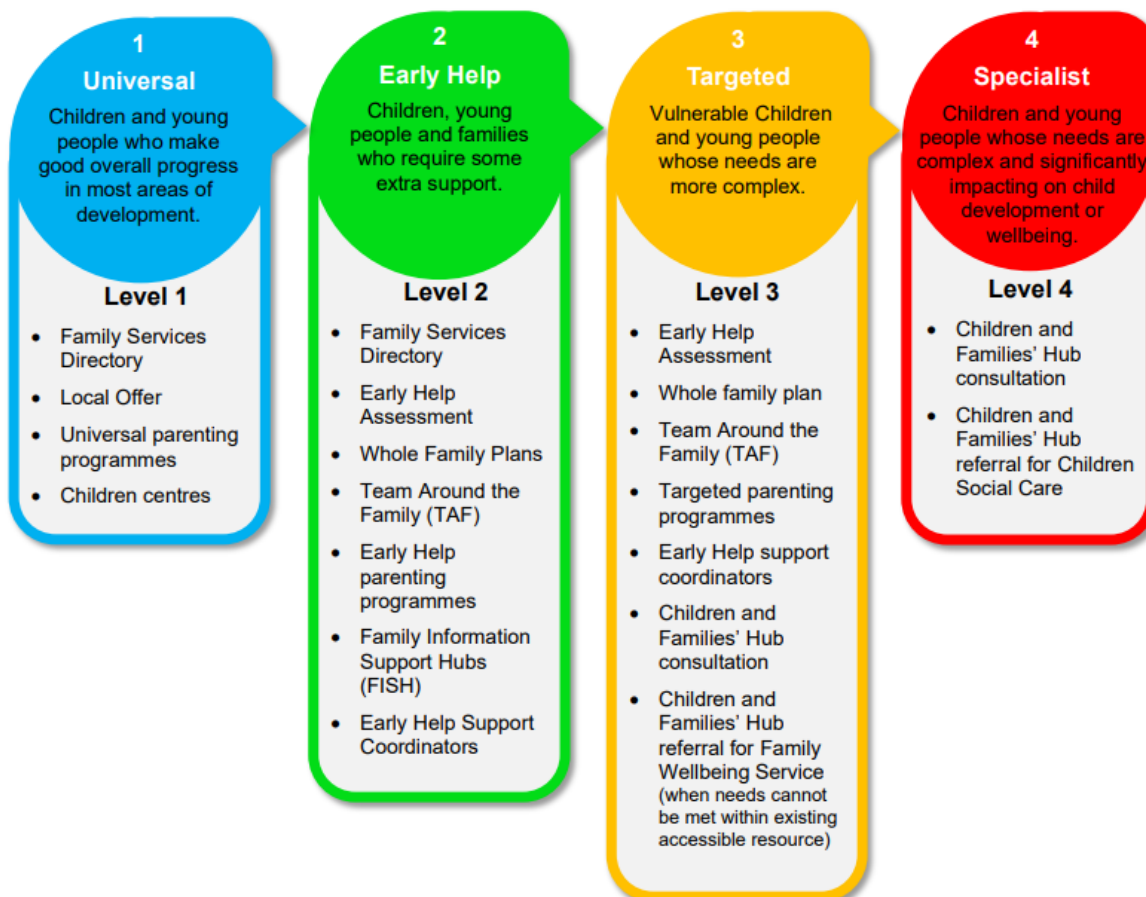 1
Universal
Children and young
people who make
good overall progress
in most areas of
development.
Level 1
• Family Services
Directory
• Local Offer
• Universal parenting
programmes
• Children centres
2
Early Help
Children, young
people and families
who require some
extra support.
Level 2
• Family Services
Directory
• Early Help
Assessment
• Whole Family Plans
• Team Around the
Family (TAF)
• Early Help
parenting
programmes
• Family Information
Support Hubs
(FISH)
• Early Help Support
Coordinators
3
Targeted
Vulnerable Children
and young people
whose needs are
more complex.
Level 3
• Early Help
Assessment
• Whole family plan
• Team Around the
Family (TAF)
• Targeted parenting
programmes
• Early Help support
coordinators
• Children and
Families’ Hub
consultation
• Children and
Families’ Hub
referral for Family
Wellbeing Service
(when needs cannot
be met within existing
accessible resource)
4
Specialist
Children and young
people whose needs are
complex and significantly
impacting on child
development or
wellbeing.
Level 4
• Children and
Families’ Hub
consultation
• Children and
Families’ Hub
referral for Children
Social Care